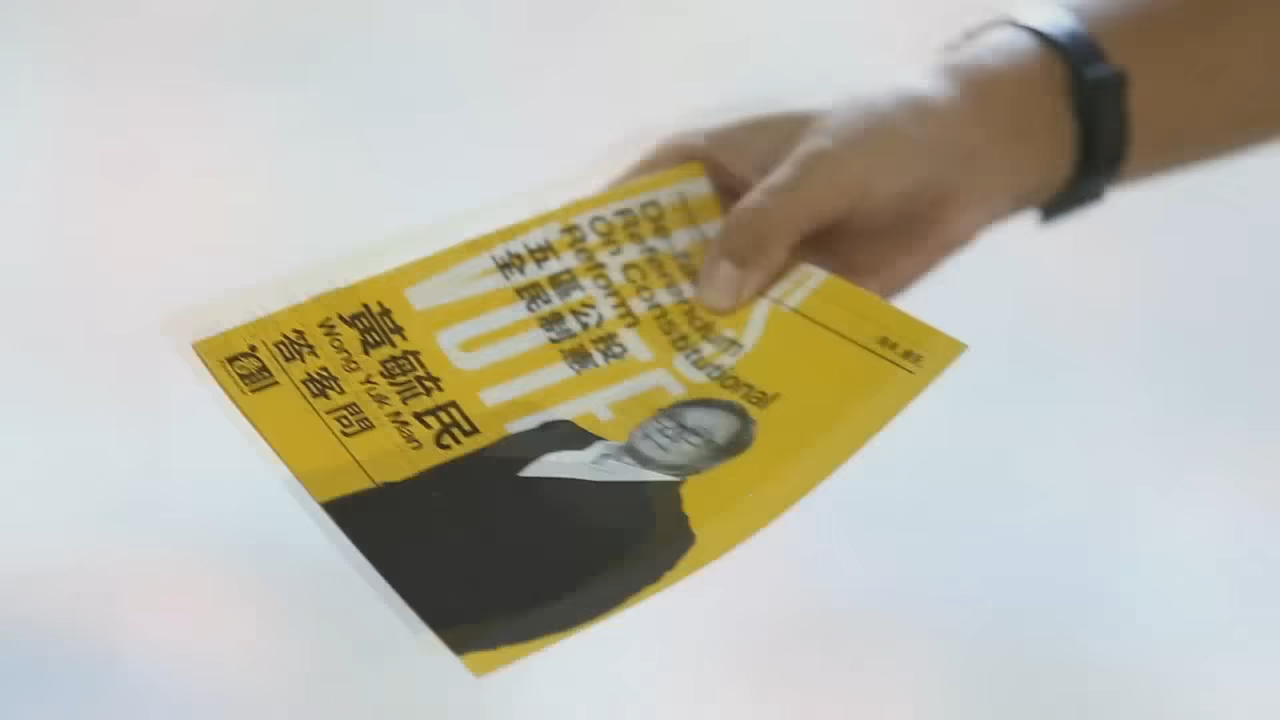 VOTE
Referendum
On Constitutional
Reform
五區公投
全民制憲
黃毓民
Wong Yuk Man
答客問